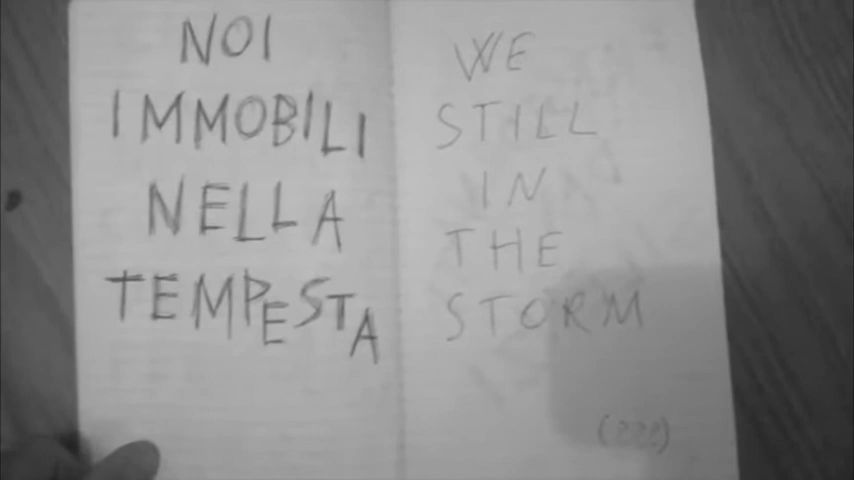 NOI
IMMOBILI
NELLA
TEMPESTA
WE
STILL
IN
THE
STORM
(???)